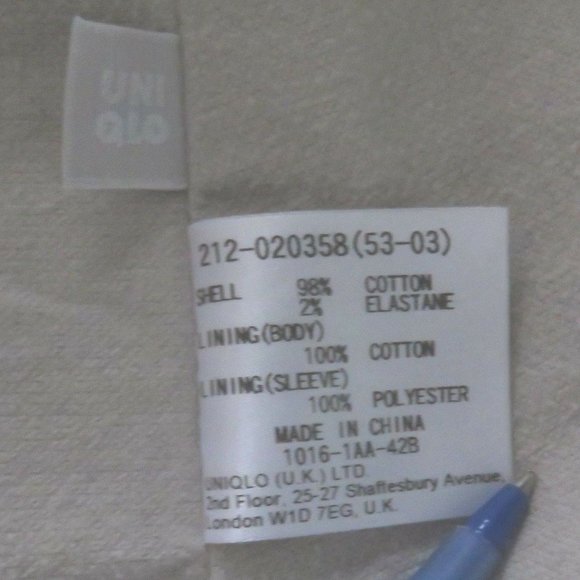 UNI
QLO
212-020358(53-03)
SHELL 98% COTTON
2% ELASTANE
LINING(BODY)
100% COTTON
LINING(SLEEVE)
100% POLYESTER
MADE IN CHINA
1016-1AA-42B
UNIQLO (U.K.) LTD
2nd Floor, 25-27 Shaftesbury Avenue,
London W1D 7EG, U.K.